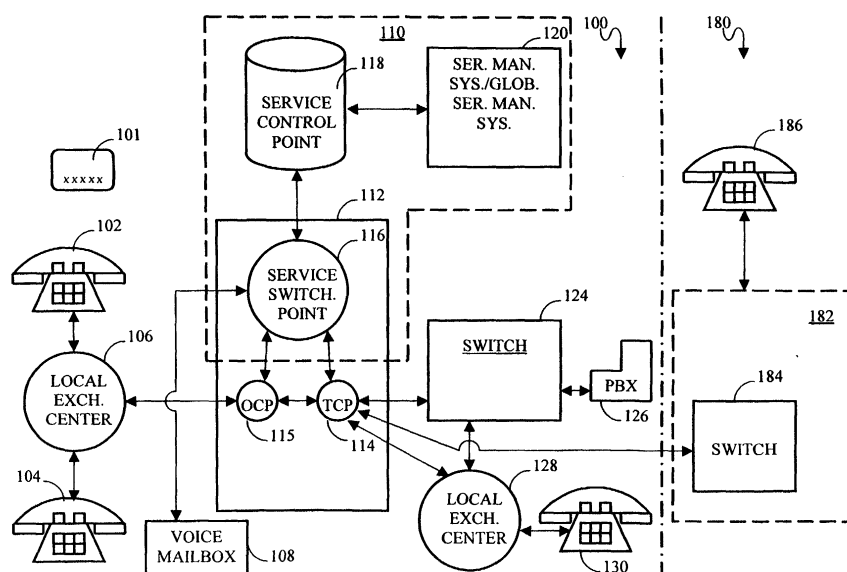 110
120
100
180
118
SERVICE
CONTROL
POINT
SER. MAN.
SYS./GLOB.
SER. MAN.
SYS.
101
xxxxx
186
112
102
116
SERVICE
SWITCH.
POINT
124
SWITCH
182
106
LOCAL
EXCH.
CENTER
OCP
TCP
PBX
126
184
115
114
SWITCH
104
128
LOCAL
EXCH.
CENTER
VOICE
MAILBOX
108
130